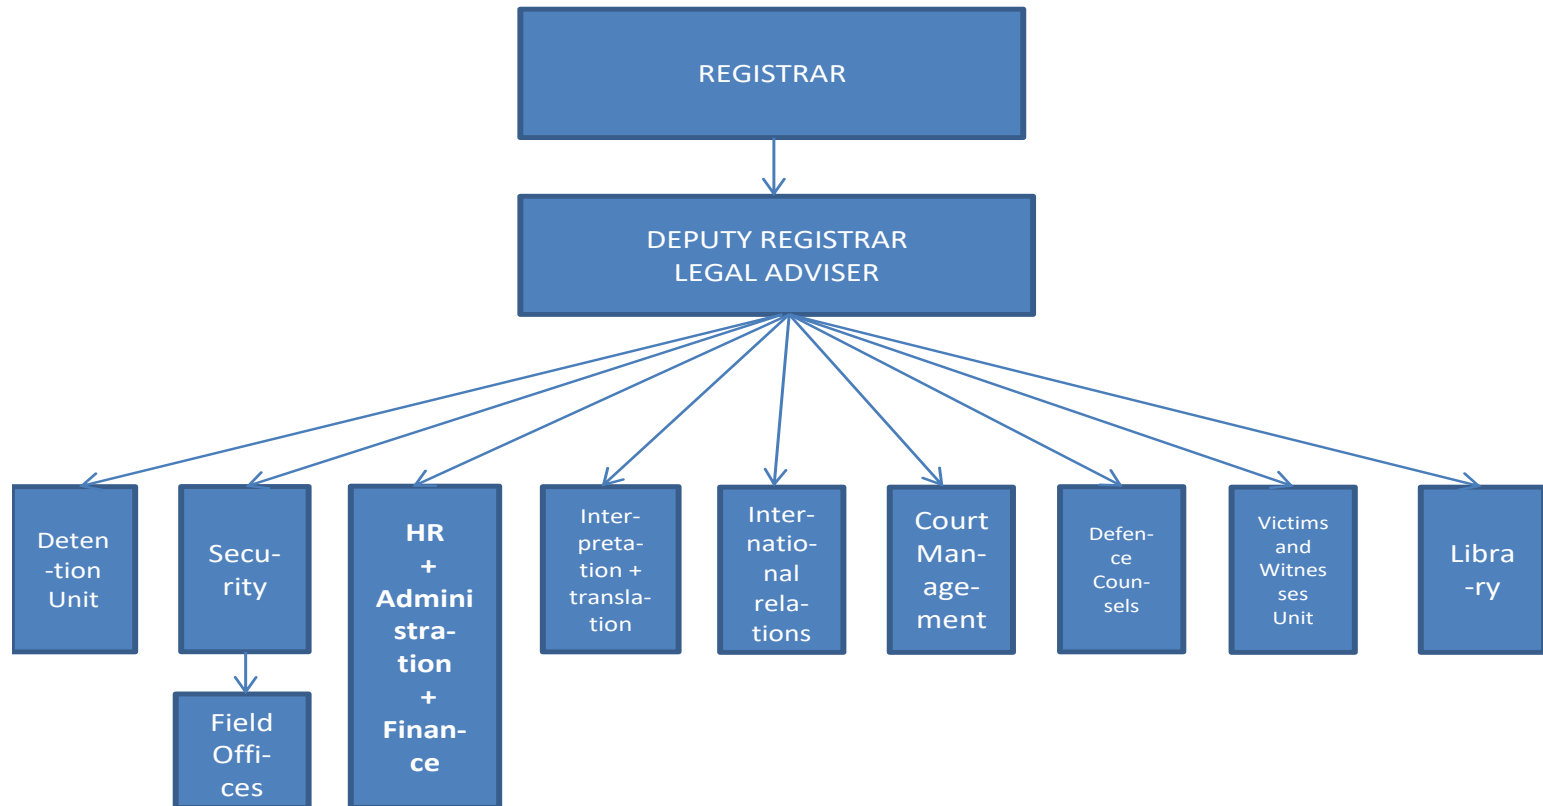 REGISTRAR
DEPUTY REGISTRAR
LEGAL ADVISER
Deten
-tion
Unit
Secu-
rity
HR
+
Admini
stra-
tion
+
Finan-
ce
Inter-
pretation +
transla-
tion
Inter-
natio-
nal
rela-
tions
Court
Man-
age-
ment
Defen-
ce
Coun-
sels
Victims
and
Witnes
ses
Unit
Libra
-ry
Field
Offi-
ces